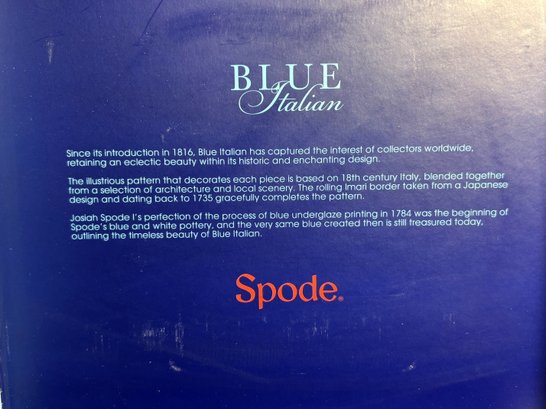 BLUE
Italian
Since its introduction in 1816, Blue Italian has captured the interest of collectors worldwide,
retaining an eclectic beauty within its historic and enchanting design.
The illustrious pattern that decorates each piece is based on 18th century Italy, blended together
from a selection of architecture and local scenery. The rolling Imari border taken from a Japanese
design and dating back to 1735 gracefully completes the pattern.
Josiah Spode I's perfection of the process of blue underglaze printing in 1784 was the beginning of
Spode's blue and white pottery, and the very same blue created then is still treasured today,
outlining the timeless beauty of Blue Italian.
Spode®